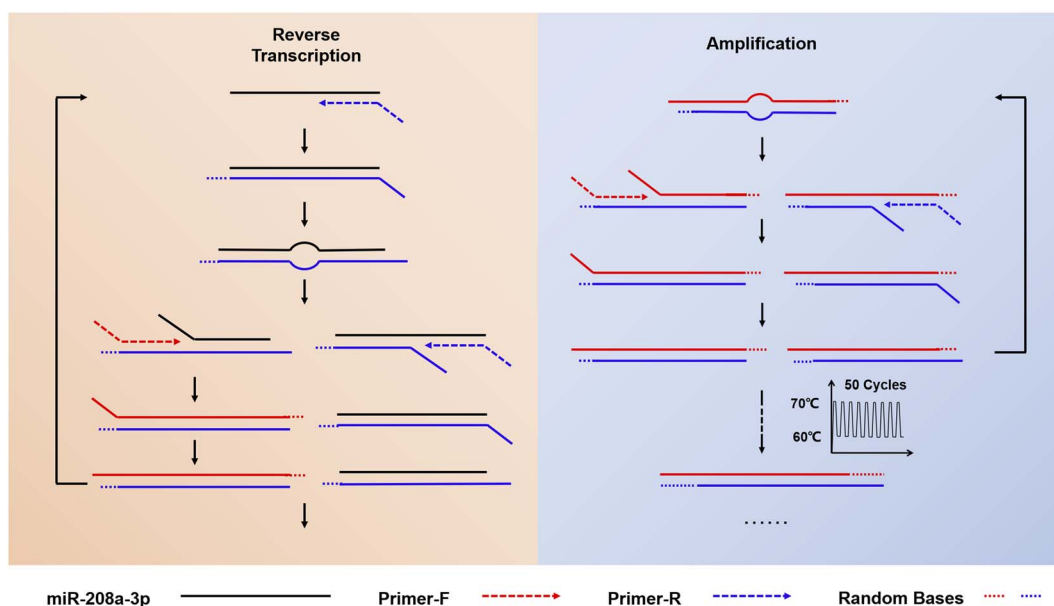 Reverse
Transcription
Amplification
50 Cycles
70℃
60℃
......
miR-208a-3p
Primer-F
Primer-R
Random Bases